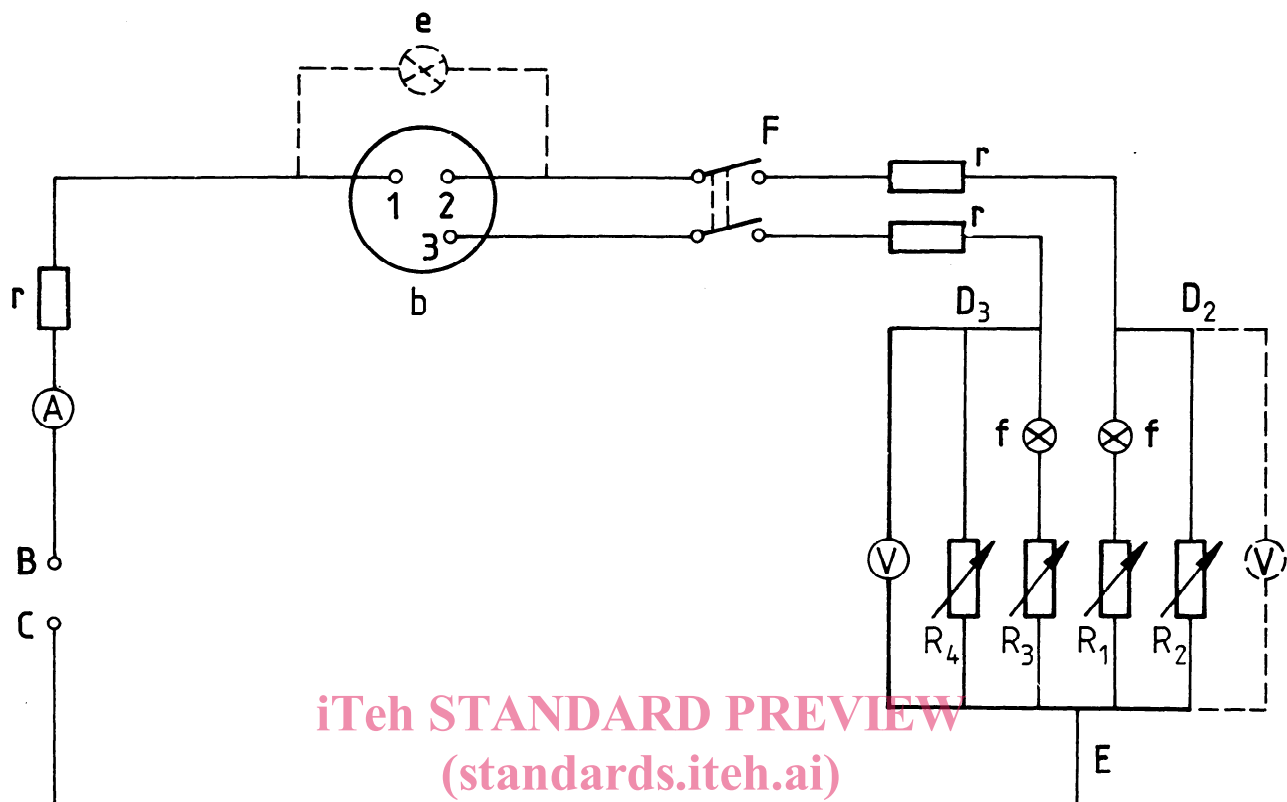 e
F
r
1 2
r
3
b
r
D₃ D₂
A
f f
B
V V
C
R₄ R₃ R₁ R₂
iTeh STANDARD PREVIEW
E
(standards.iteh.ai)